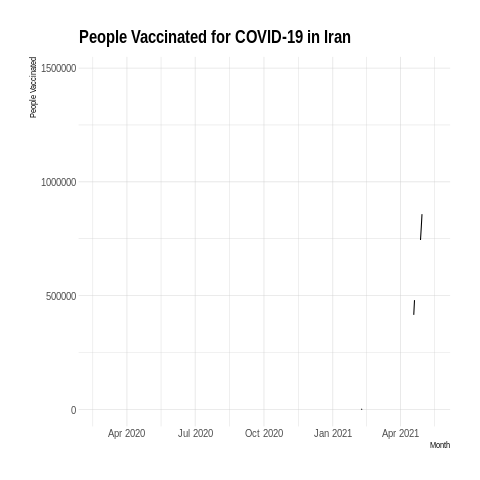 People Vaccinated for COVID-19 in Iran
People Vaccinated
1500000
1000000
500000
0
Apr 2020 Jul 2020 Oct 2020 Jan 2021 Apr 2021
Month